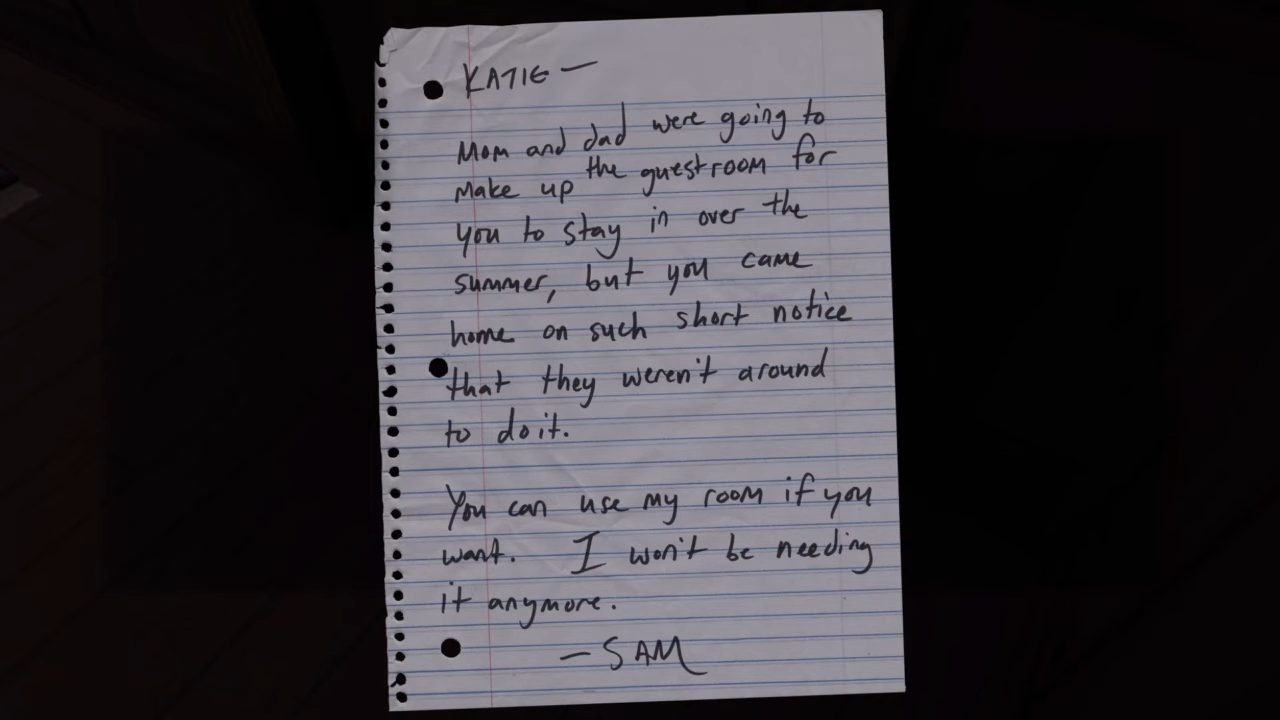 KATIE —
Mom and dad were going to
make up the guestroom for
you to stay in over the
summer, but you came
home on such short notice
that they weren't around
to do it.
You can use my room if you
want. I won't be needing
it anymore.
— SAM